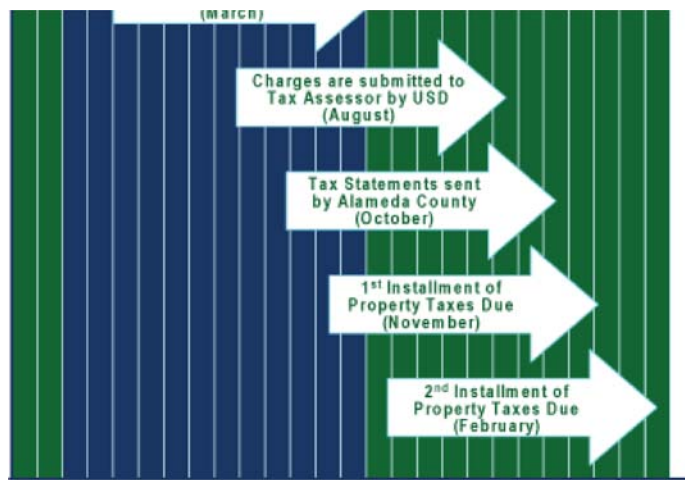 (March)
Charges are submitted to
Tax Assessor by USD
(August)
Tax Statements sent
by Alameda County
(October)
1st Installment of
Property Taxes Due
(November)
2nd Installment of
Property Taxes Due
(February)